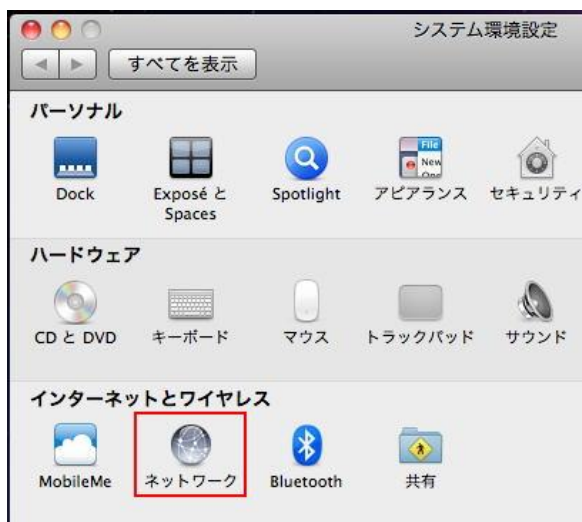 システム環境設定
すべてを表示
パーソナル
Dock
Exposé と
Spaces
Spotlight
アピアランス
セキュリティ
File
New
ハードウェア
CD と DVD
キーボード
マウス
トラックパッド
サウンド
インターネットとワイヤレス
MobileMe
ネットワーク
Bluetooth
共有